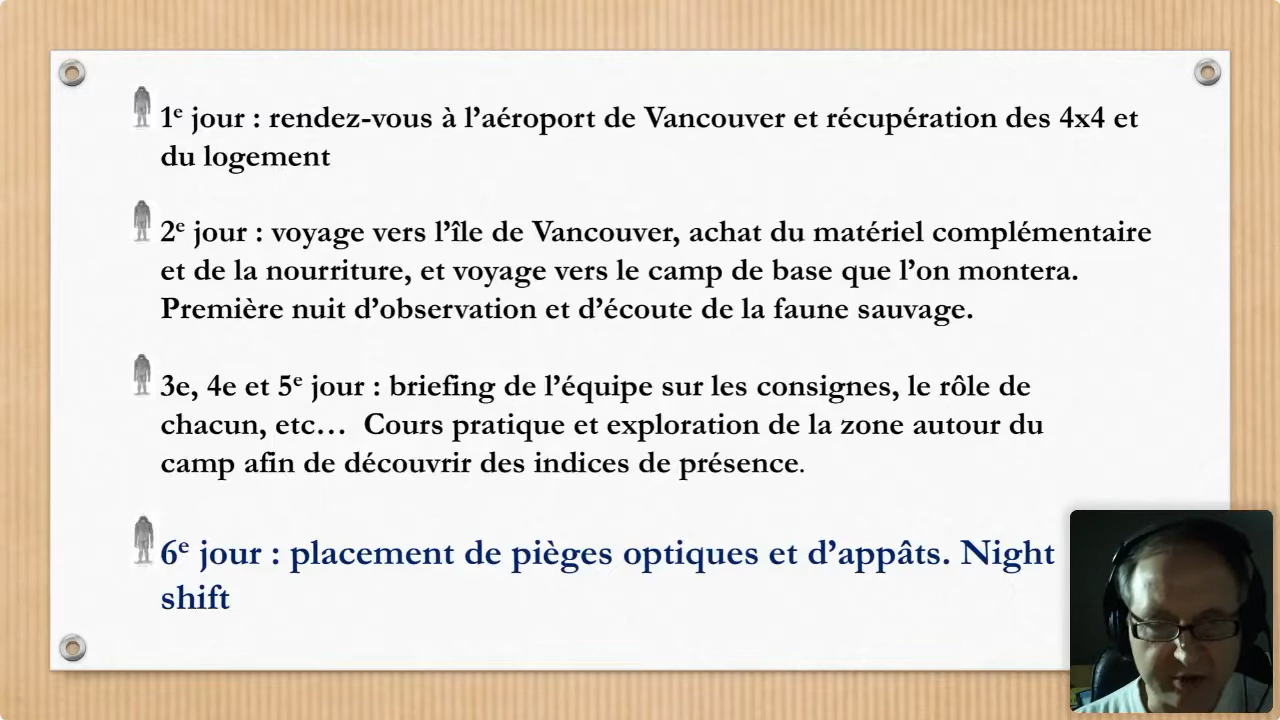 1e jour : rendez-vous à l’aéroport de Vancouver et récupération des 4x4 et
du logement
2e jour : voyage vers l’île de Vancouver, achat du matériel complémentaire
et de la nourriture, et voyage vers le camp de base que l’on montera.
Première nuit d’observation et d’écoute de la faune sauvage.
3e, 4e et 5e jour : briefing de l’équipe sur les consignes, le rôle de
chacun, etc… Cours pratique et exploration de la zone autour du
camp afin de découvrir des indices de présence.
6e jour : placement de pièges optiques et d’appâts. Night
shift